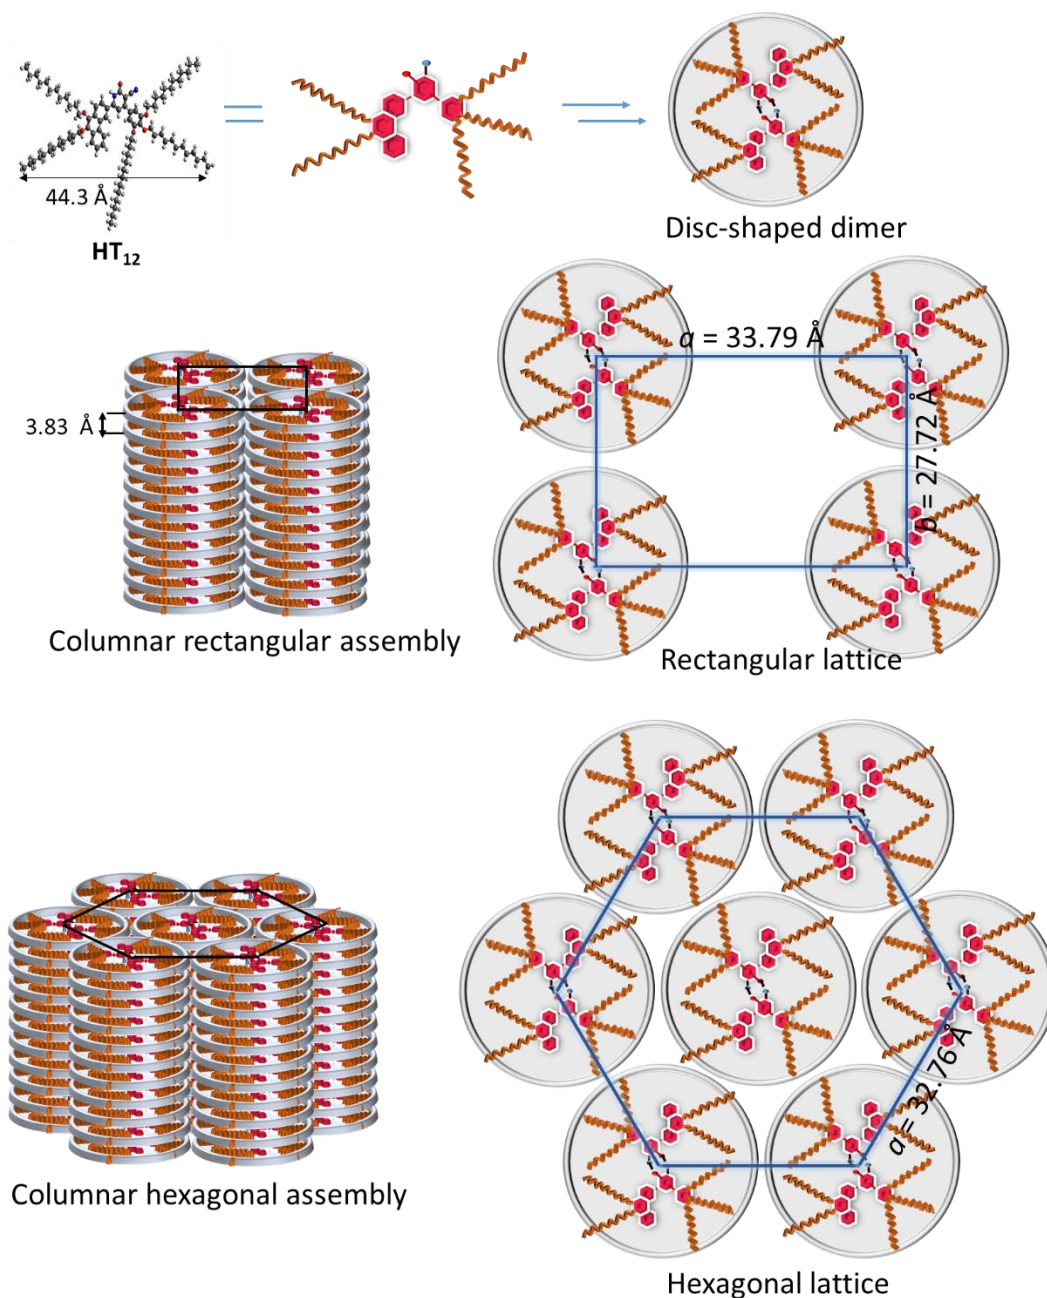 44.3 Å
HT12
Disc-shaped dimer
a = 33.79 Å
3.83 Å
b = 27.72 Å
Columnar rectangular assembly
Rectangular lattice
a = 32.76 Å
Columnar hexagonal assembly
Hexagonal lattice